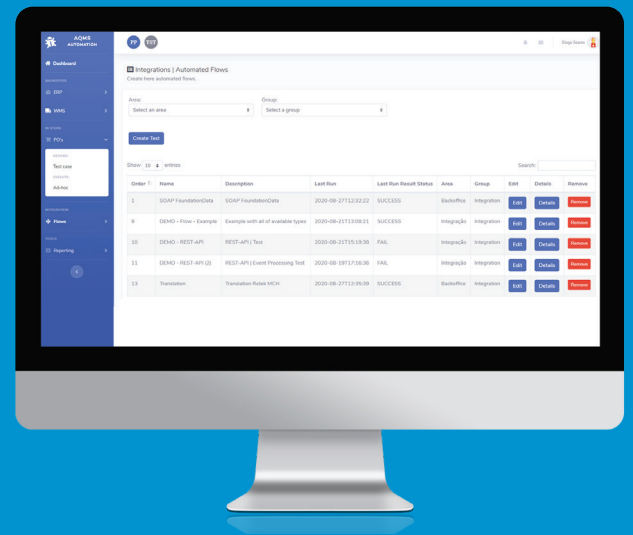 AQMS
AUTOMATION
PP TST
Diogo Soares
Dashboard
ERP
WMS
IN STORE
PO's
Test case
Ad-hoc
Flows
Reporting
Integrations | Automated Flows
Create here automated flows.
Area: Group:
Select an area Select a group
Create Test
Show 10 entries Search:
Order Name Description Last Run Last Run Result Status Area Group Edit Details Remove
1 SOAP FoundationData SOAP FoundationData 2020-08-27T12:32:22 SUCCESS Backoffice Integration Edit Details Remove
9 DEMO - Flow - Example Example with all of available types 2020-08-21T13:08:21 SUCCESS Integração Integration Edit Details Remove
10 DEMO - REST-API REST-API | Test 2020-08-21T15:19:38 FAIL Integração Integration Edit Details Remove
11 DEMO - REST-API (2) REST-API | Event Processing Test 2020-08-19T17:16:36 FAIL Integração Integration Edit Details Remove
13 Translation Translation Retek MCH 2020-08-27T12:39:39 SUCCESS Backoffice Integration Edit Details Remove